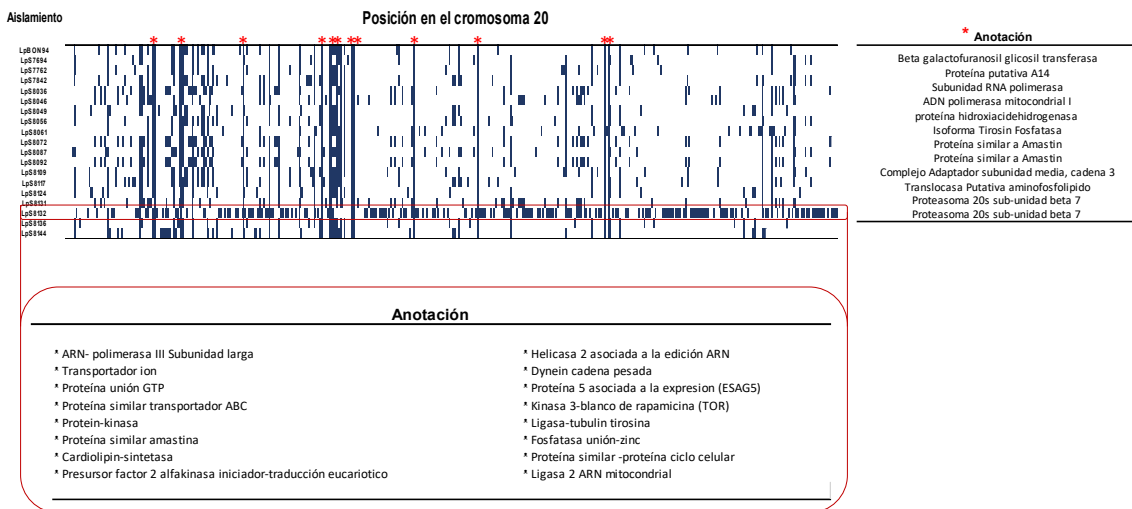 Aislamiento
Posición en el cromosoma 20
* * * * * * * * * * * * *
LpBON94
LpS7694
LpS7762
LpS7842
LpS8036
LpS8046
LpS8049
LpS8056
LpS8061
LpS8072
LpS8087
LpS8092
LpS8109
LpS8117
LpS8124
LpS8131
LpS8132
LpS8136
LpS8144
* Anotación
Beta galactofuranosil glicosil transferasa
Proteína putativa A14
Subunidad RNA polimerasa
ADN polimerasa mitocondrial I
proteína hidroxiacidehidrogenasa
Isoforma Tirosin Fosfatasa
Proteína similar a Amastin
Proteína similar a Amastin
Complejo Adaptador subunidad media, cadena 3
Translocasa Putativa aminofosfolipido
Proteasoma 20s sub-unidad beta 7
Proteasoma 20s sub-unidad beta 7
Anotación
* ARN- polimerasa III Subunidad larga
* Transportador ion
* Proteína unión GTP
* Proteína similar transportador ABC
* Protein-kinasa
* Proteína similar amastina
* Cardiolipin-sintetasa
* Presursor factor 2 alfakinasa iniciador-traducción eucariotico
* Helicasa 2 asociada a la edición ARN
* Dynein cadena pesada
* Proteína 5 asociada a la expresion (ESAG5)
* Kinasa 3-blanco de rapamicina (TOR)
* Ligasa-tubulin tirosina
* Fosfatasa unión-zinc
* Proteína similar -proteína ciclo celular
* Ligasa 2 ARN mitocondrial